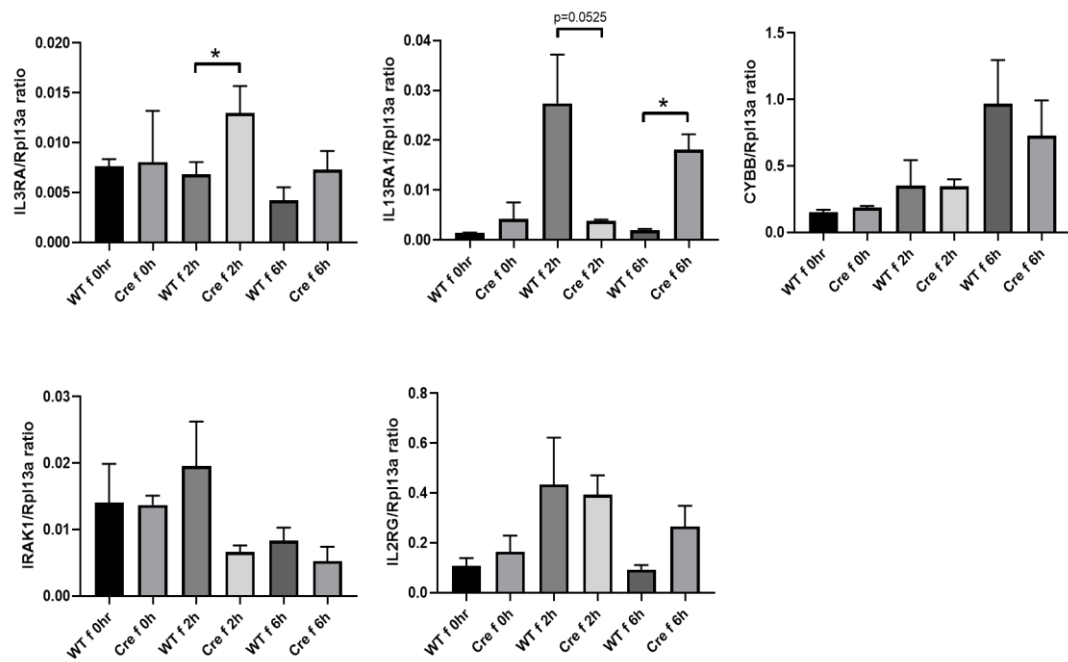 IL3RA/Rpl13a ratio
0.020
0.015
0.010
0.005
0.000
*
WT f 0hr
Cre f 0h
WT f 2h
Cre f 2h
WT f 6h
Cre f 6h
IL13RA1/Rpl13a ratio
0.04
0.03
0.02
0.01
0.00
p=0.0525
*
WT f 0hr
Cre f 0h
WT f 2h
Cre f 2h
WT f 6h
Cre f 6h
CYBB/Rpl13a ratio
1.5
1.0
0.5
0.0
WT f 0hr
Cre f 0h
WT f 2h
Cre f 2h
WT f 6h
Cre f 6h
IRAK1/Rpl13a ratio
0.03
0.02
0.01
0.00
WT f 0hr
Cre f 0h
WT f 2h
Cre f 2h
WT f 6h
Cre f 6h
IL2RG/Rpl13a ratio
0.8
0.6
0.4
0.2
0.0
WT f 0hr
Cre f 0h
WT f 2h
Cre f 2h
WT f 6h
Cre f 6h